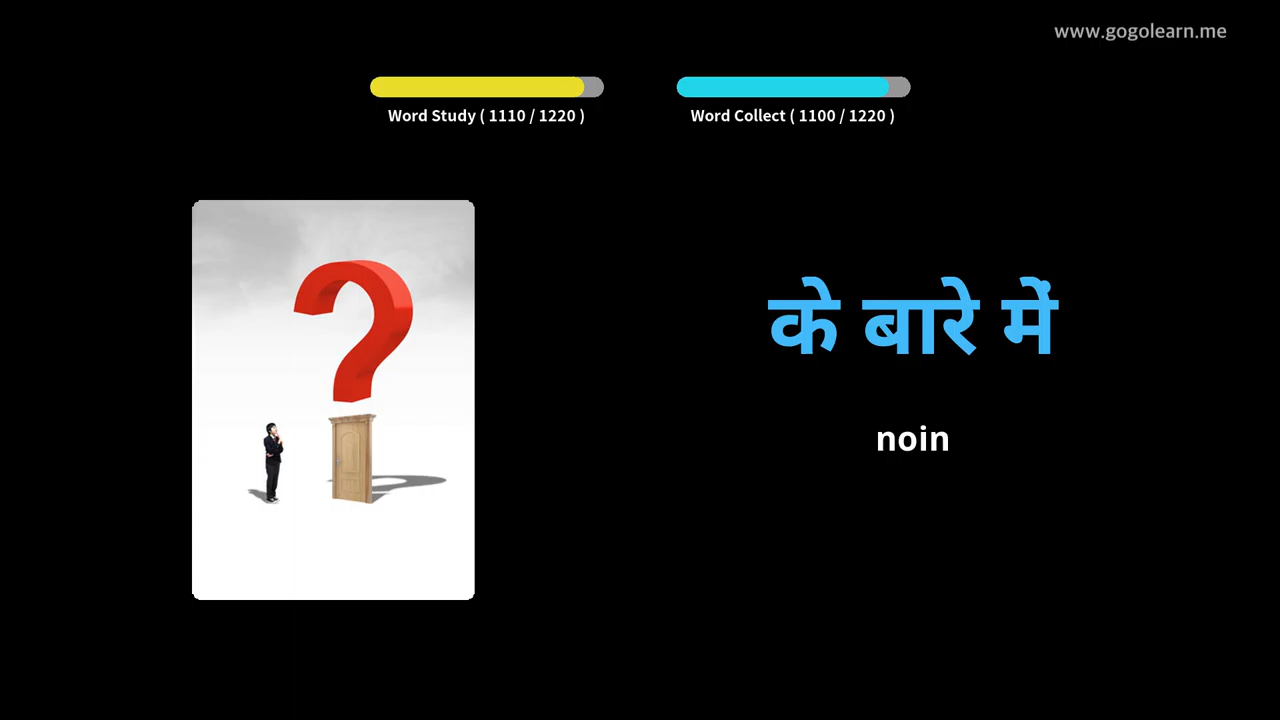 www.gogolearn.me
Word Study ( 1110 / 1220 )
Word Collect ( 1100 / 1220 )
के बारे में
noin